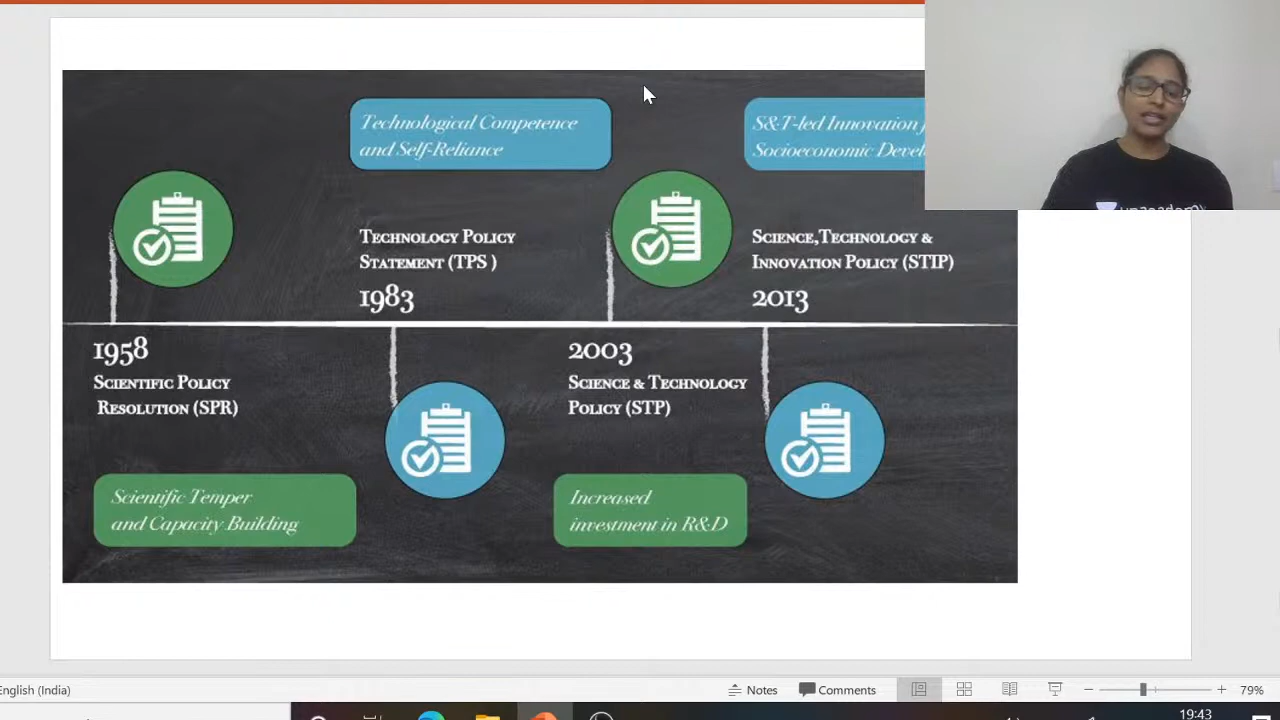 Technological Competence
and Self-Reliance
S&T-led Innovation
Socioeconomic
Technology Policy
Statement (TPS )
1983
Science,Technology &
Innovation Policy (STIP)
2013
1958
Scientific Policy
Resolution (SPR)
2003
Science & Technology
Policy (STP)
Scientific Temper
and Capacity Building
Increased
investment in R&D
English (India)
Notes
Comments
79%
19:43